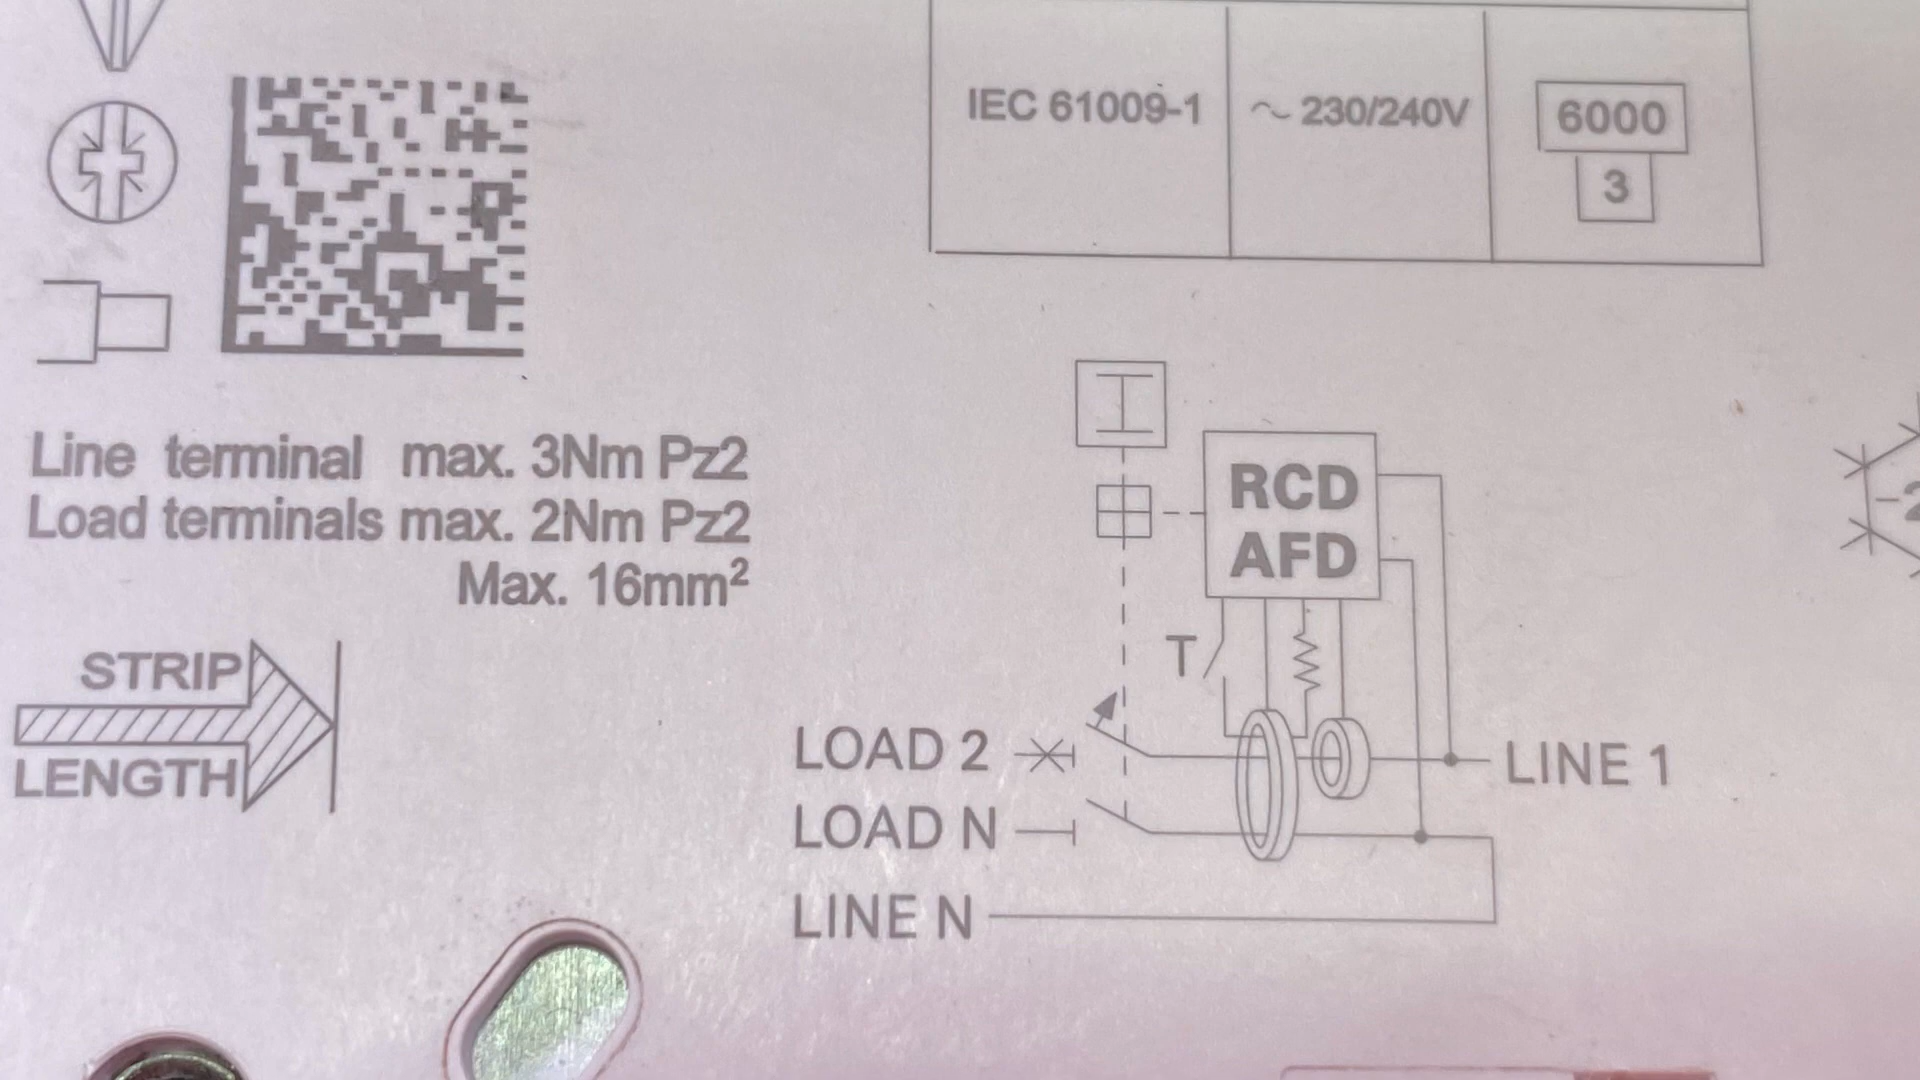 IEC 61009-1
~ 230/240V
6000
3
Line terminal max. 3Nm Pz2
Load terminals max. 2Nm Pz2
Max. 16mm²
STRIP
LENGTH
RCD
AFD
T
LOAD 2
LINE 1
LOAD N
LINE N